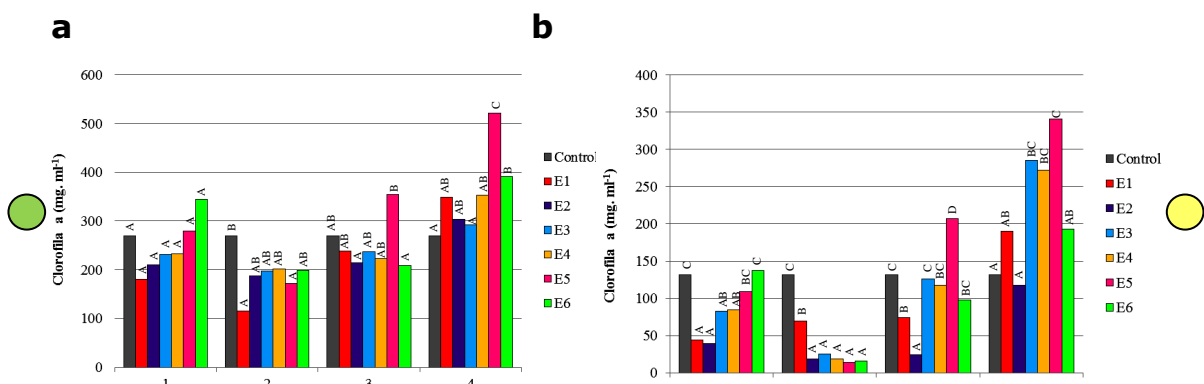 a
b
Clorofila a (mg. ml-1)
600
500
400
300
200
100
0
A A A A A A A
B A AB AB AB A AB
AB AB A AB AB B A
A AB AB A AB C B
1 2 3 4
Control
E1
E2
E3
E4
E5
E6
Clorofila a (mg. ml-1)
400
350
300
250
200
150
100
50
0
C A A AB AB BC C
C B A A A A A
C B A C BC D BC
A AB A BC BC C AB
Control
E1
E2
E3
E4
E5
E6